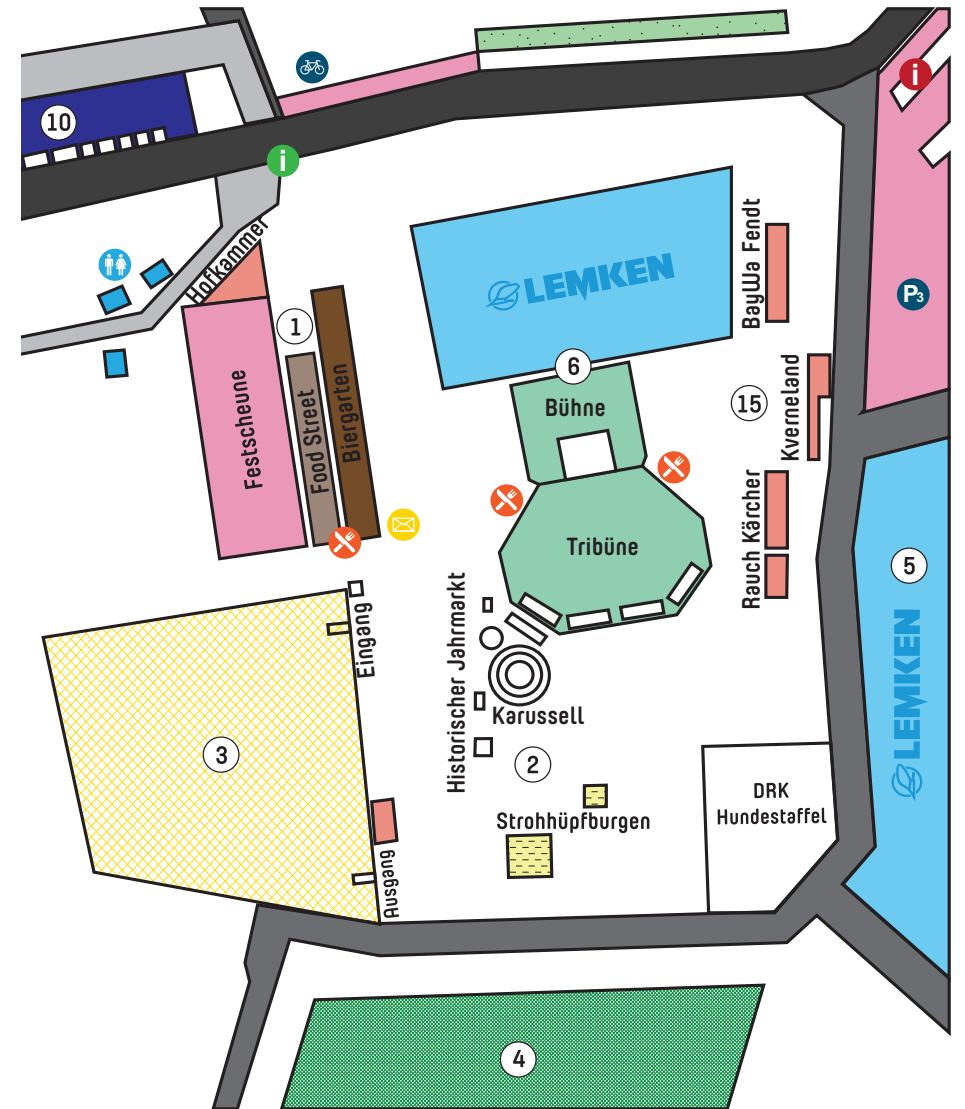 i
10
i
Hofkammer
LEMKEN
BayWa Fendt
P3
1
6
Bühne
15
Kverneland
Festscheune
Food Street
Biergarten
Tribüne
Rauch Kärcher
5
LEMKEN
Eingang
Historischer Jahrmarkt
Karussell
3
2
DRK
Hundestaffel
Strohhüpfburgen
Ausgang
4